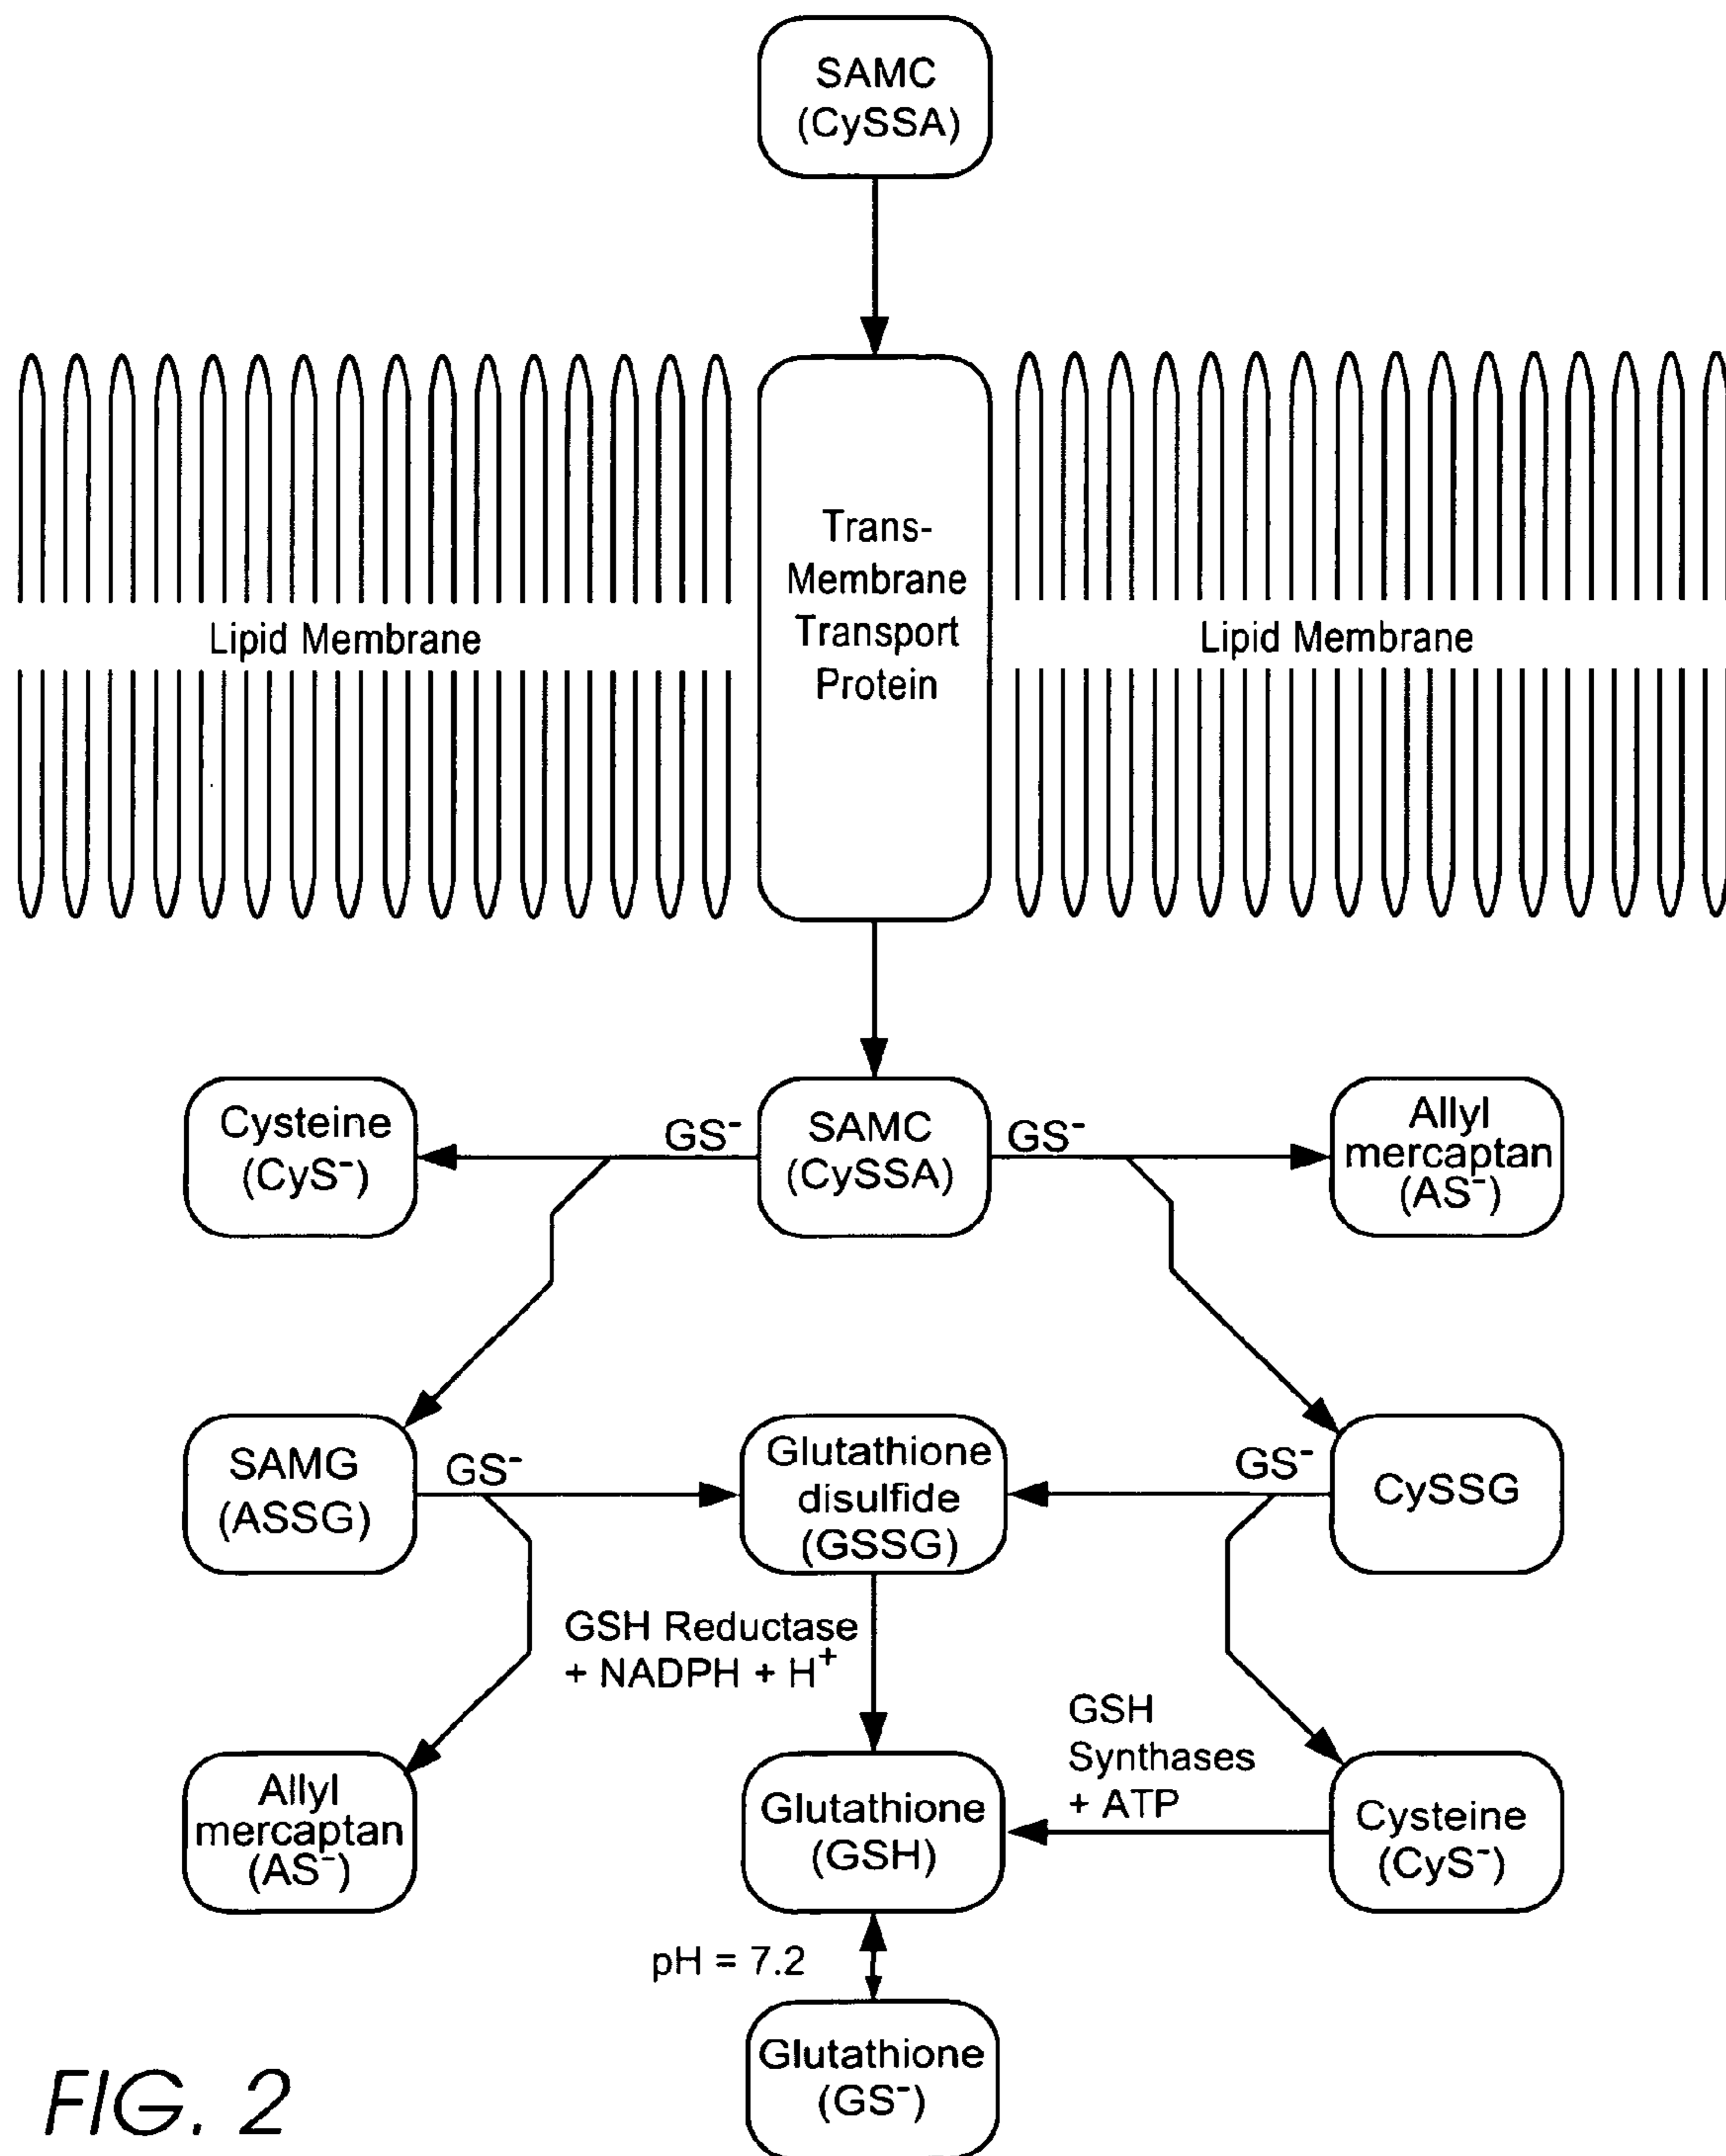 SAMC
(CySSA)
Trans-
Membrane
Transport
Protein
Lipid Membrane
Lipid Membrane
Cysteine
(CyS⁻)
GS⁻
SAMC
(CySSA)
GS⁻
Allyl
mercaptan
(AS⁻)
SAMG
(ASSG)
GS⁻
Glutathione
disulfide
(GSSG)
GS⁻
CySSG
GSH Reductase
+ NADPH + H⁺
GSH
Synthases
+ ATP
Allyl
mercaptan
(AS⁻)
Glutathione
(GSH)
Cysteine
(CyS⁻)
pH = 7.2
Glutathione
(GS⁻)
FIG. 2